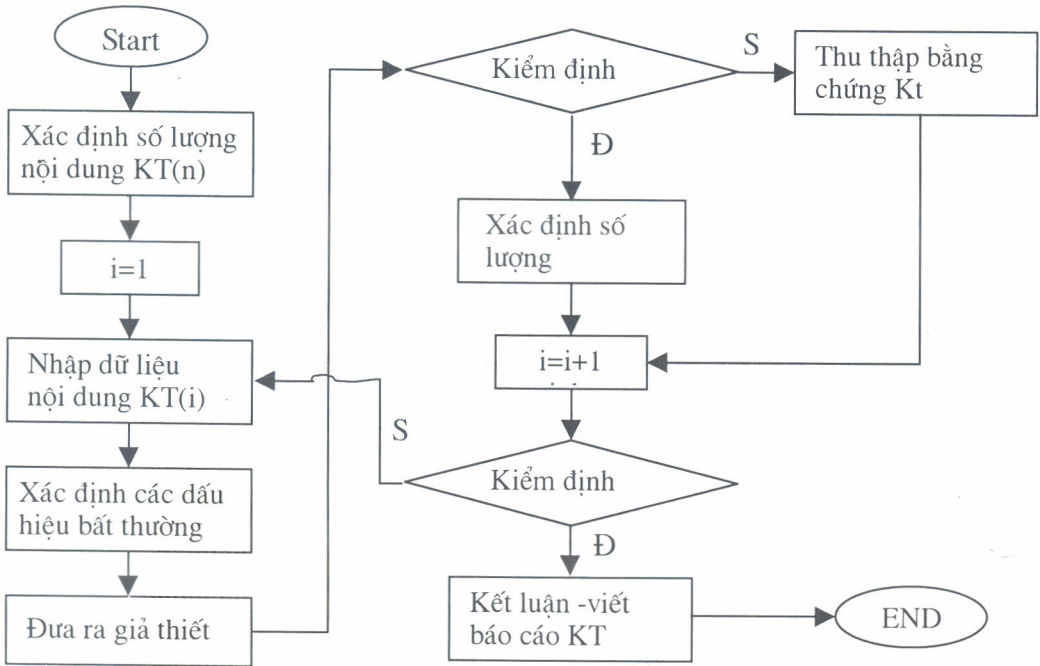 Start
Xác định số lượng
nội dung KT(n)
i=1
Nhập dữ liệu
nội dung KT(i)
Xác định các dấu
hiệu bất thường
Đưa ra giả thiết
Kiểm định
S
Thu thập bằng
chứng Kt
Đ
Xác định số
lượng
i=i+1
Kiểm định
S
Đ
Kết luận -viết
báo cáo KT
END